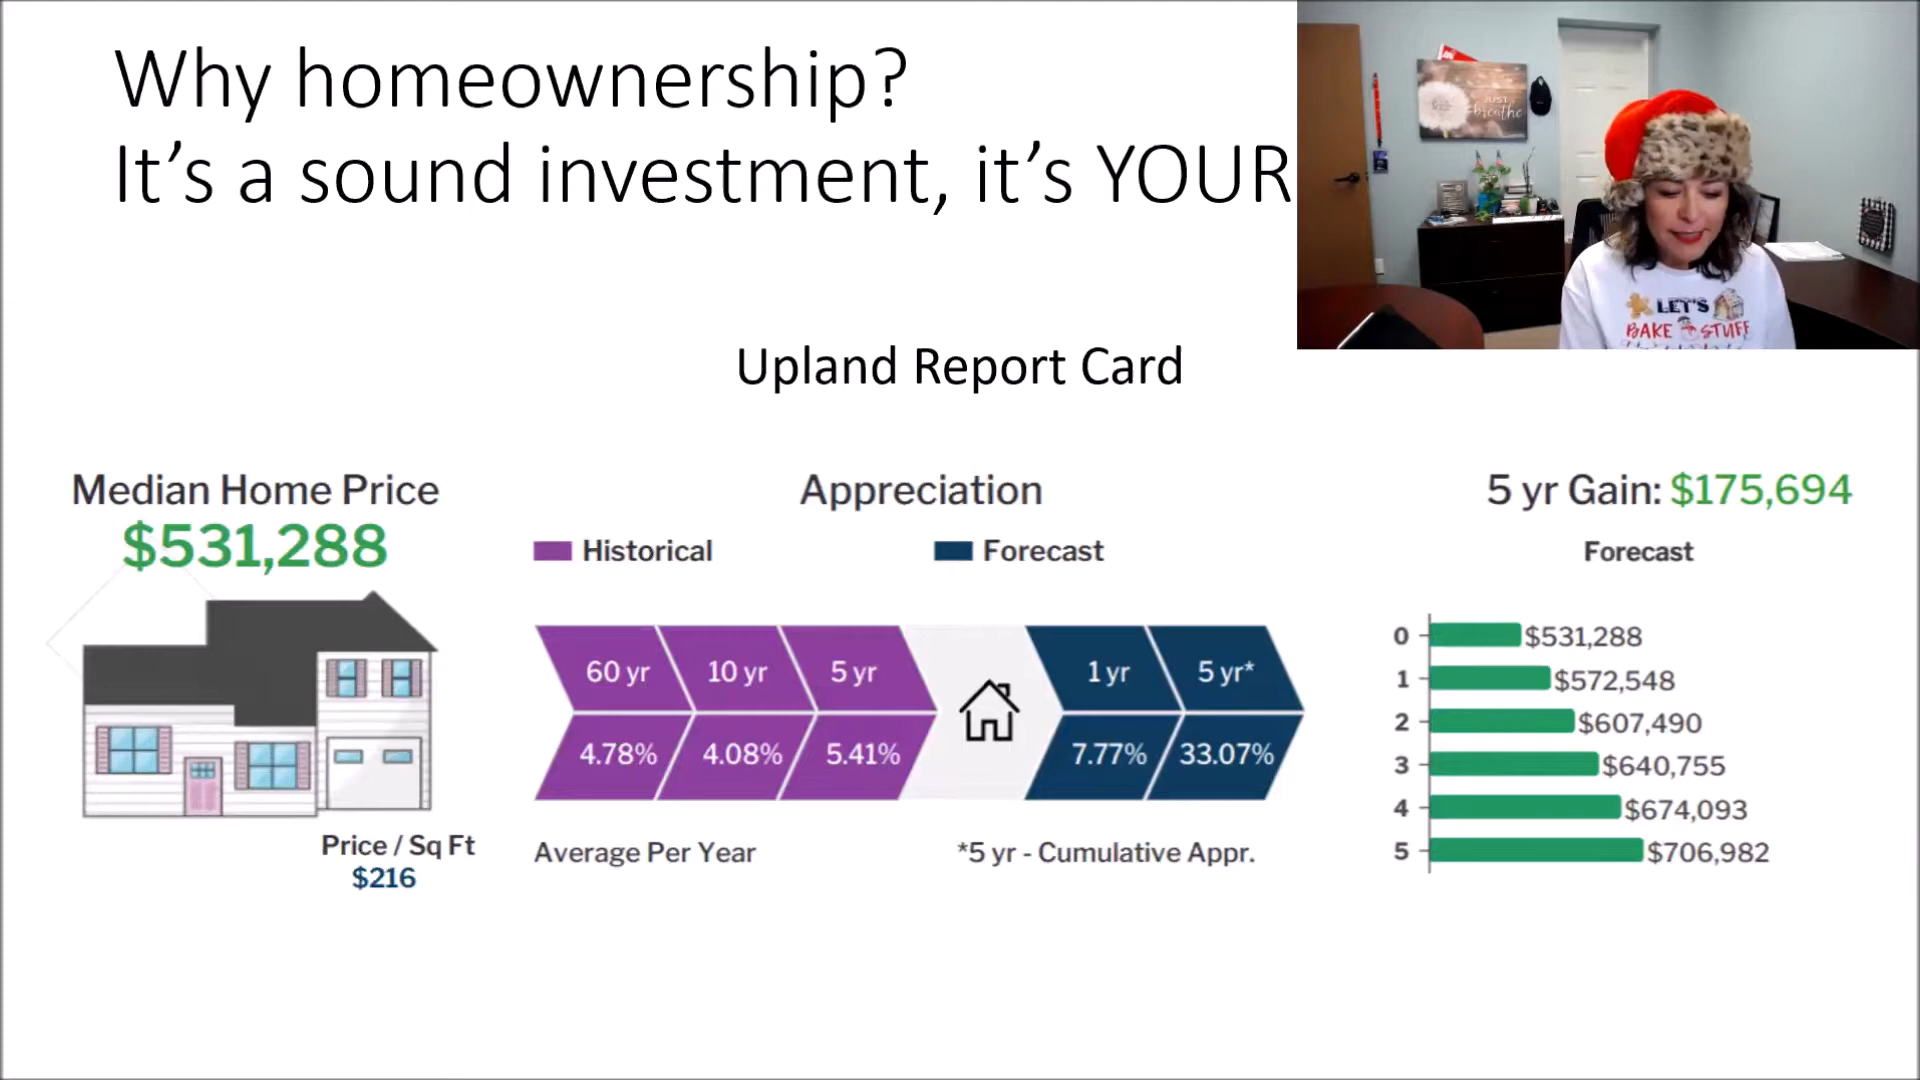 Why homeownership?
It’s a sound investment, it’s YOUR
JUST
breathe
LET'S
BAKE STUFF
Upland Report Card
Median Home Price
$531,288
Price / Sq Ft
$216
Appreciation
Historical
Forecast
60 yr 10 yr 5 yr 1 yr 5 yr*
4.78% 4.08% 5.41% 7.77% 33.07%
Average Per Year
*5 yr - Cumulative Appr.
5 yr Gain: $175,694
Forecast
0 $531,288
1 $572,548
2 $607,490
3 $640,755
4 $674,093
5 $706,982